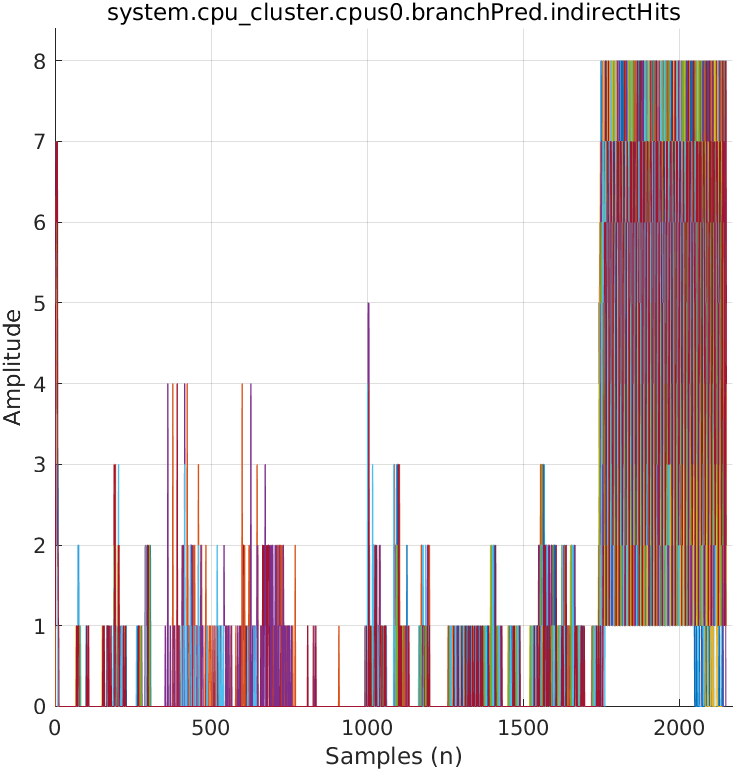 system.cpu_cluster.cpus0.branchPred.indirectHits
8
7
6
5
4
3
2
1
0
Amplitude
0 500 1000 1500 2000
Samples (n)